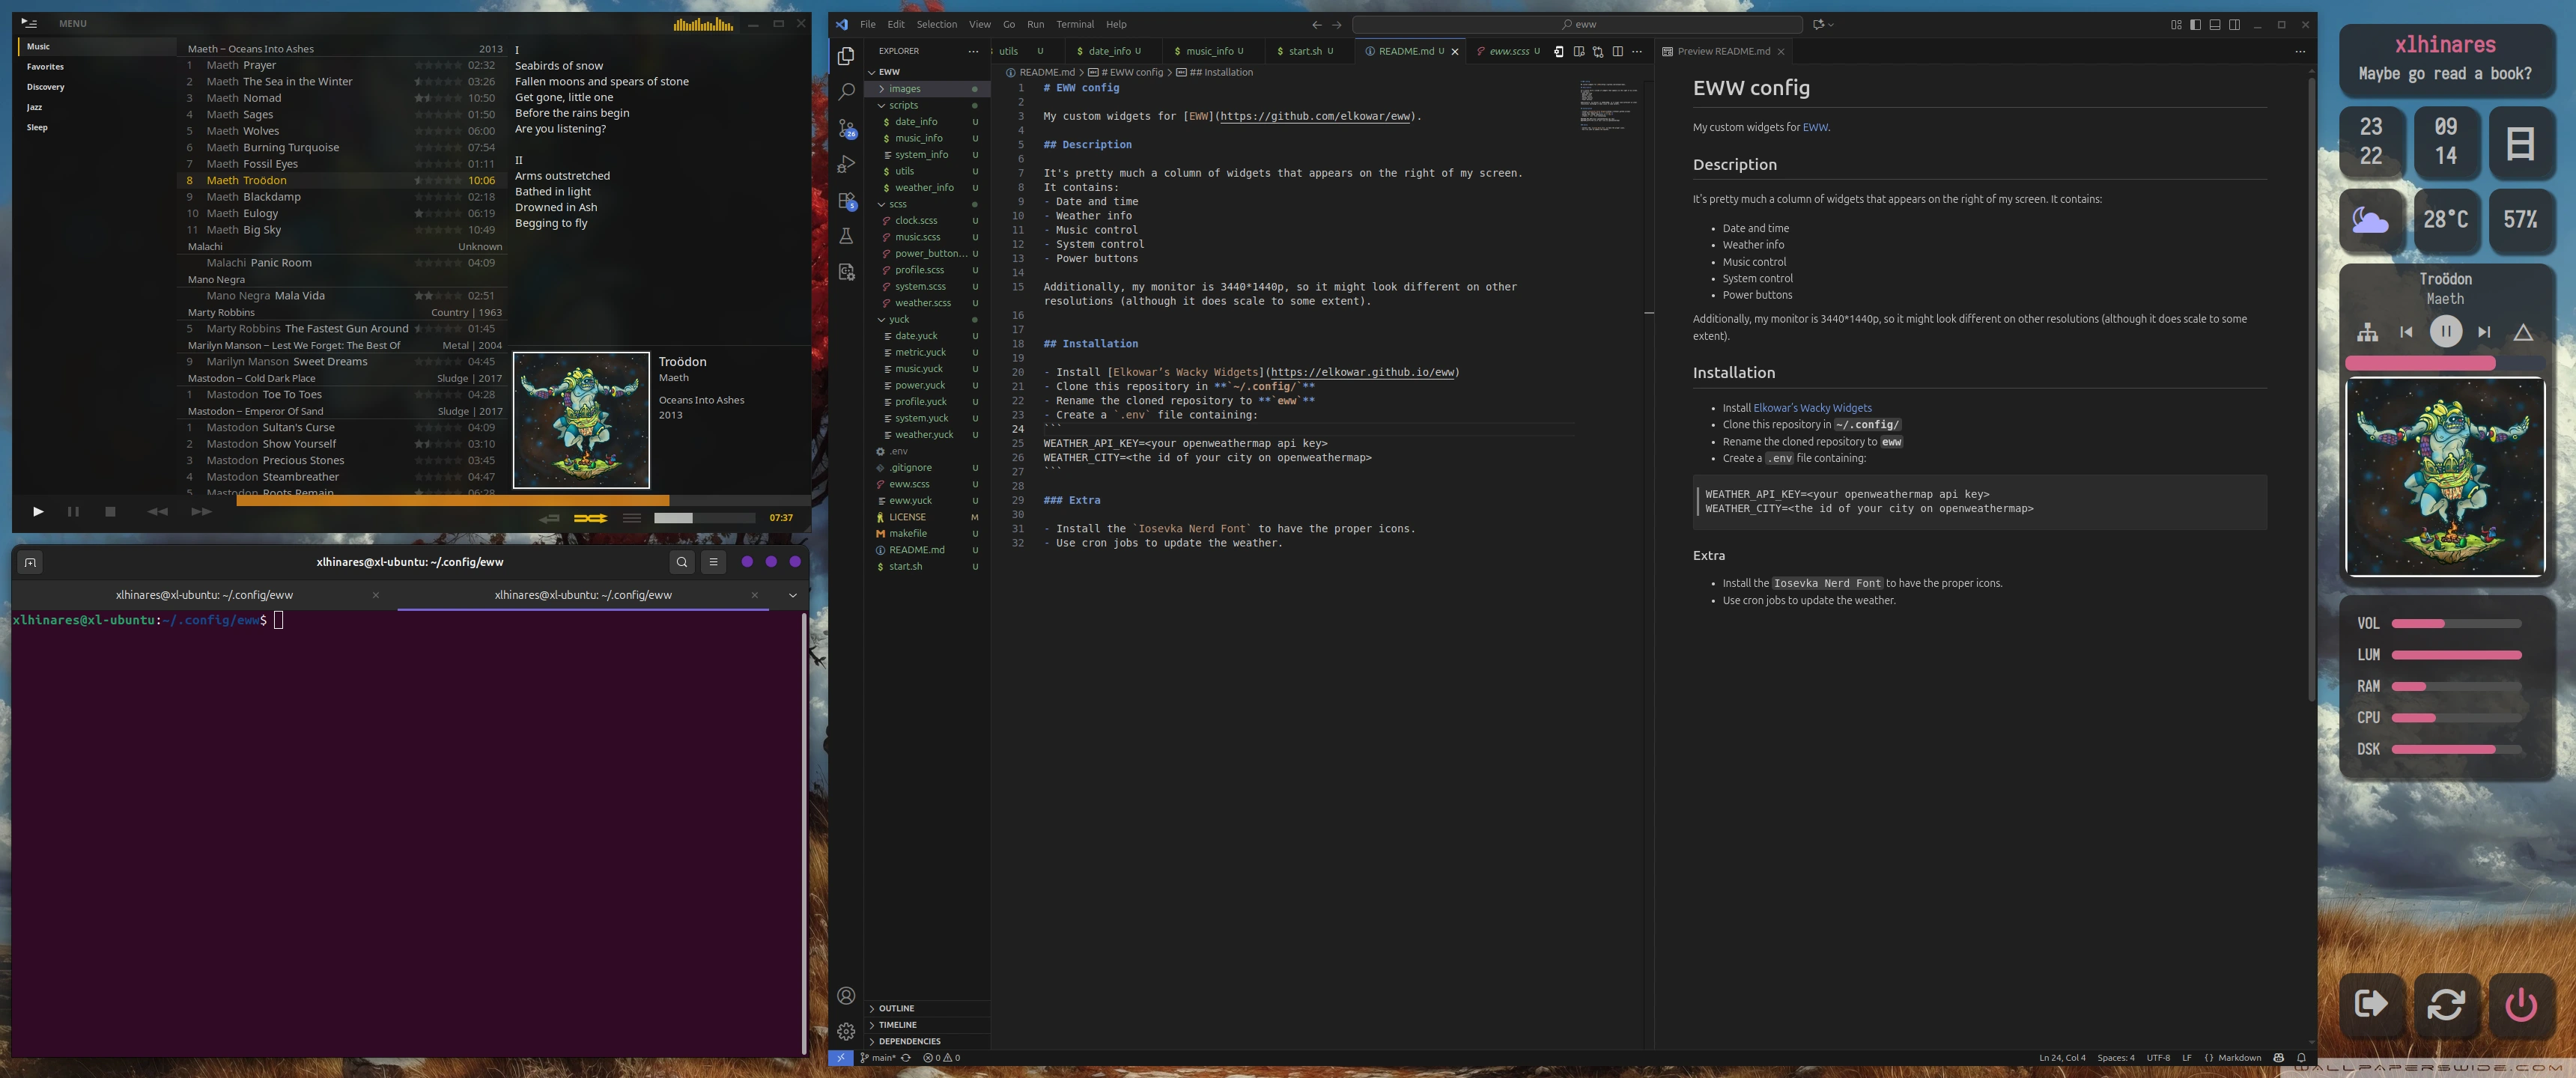 MENU
Music
Favorites
Discovery
Jazz
Sleep
Maeth – Oceans Into Ashes 2013
1 Maeth Prayer 02:32
2 Maeth The Sea in the Winter 03:26
3 Maeth Nomad 10:50
4 Maeth Sages 01:50
5 Maeth Wolves 06:00
6 Maeth Burning Turquoise 07:54
7 Maeth Fossil Eyes 01:11
8 Maeth Troödon 10:06
9 Maeth Blackdamp 02:18
10 Maeth Eulogy 06:19
11 Maeth Big Sky 10:49
Malachi Unknown
Malachi Panic Room 04:09
Mano Negra
Mano Negra Mala Vida 02:51
Marty Robbins Country | 1963
5 Marty Robbins The Fastest Gun Around 01:45
Marilyn Manson – Lest We Forget: The Best Of Metal | 2004
9 Marilyn Manson Sweet Dreams 04:45
Mastodon – Cold Dark Place Sludge | 2017
1 Mastodon Toe To Toes 04:28
Mastodon – Emperor Of Sand Sludge | 2017
1 Mastodon Sultan's Curse 04:09
2 Mastodon Show Yourself 03:10
3 Mastodon Precious Stones 03:45
4 Mastodon Steambreather 04:47
5 Mastodon Roots Remain 06:28
I
Seabirds of snow
Fallen moons and spears of stone
Get gone, little one
Before the rains begin
Are you listening?
II
Arms outstretched
Bathed in light
Drowned in Ash
Begging to fly
Troödon
Maeth
Oceans Into Ashes
2013
07:37
xlhinares@xl-ubuntu: ~/.config/eww
xlhinares@xl-ubuntu: ~/.config/eww
xlhinares@xl-ubuntu: ~/.config/eww
xlhinares@xl-ubuntu:~/.config/eww$
File Edit Selection View Go Run Terminal Help
eww
EXPLORER
EWW
images
scripts
$ date_info U
$ music_info U
system_info U
$ utils U
$ weather_info U
scss
clock.scss U
music.scss U
power_button... U
profile.scss U
system.scss U
weather.scss U
yuck
date.yuck U
metric.yuck U
music.yuck U
power.yuck U
profile.yuck U
system.yuck U
weather.yuck U
.env
.gitignore U
eww.scss U
eww.yuck U
LICENSE M
makefile U
README.md U
$ start.sh U
OUTLINE
TIMELINE
DEPENDENCIES
26
5
utils U
$ date_info U
$ music_info U
$ start.sh U
README.md U
eww.scss U
README.md > # EWW config > ## Installation
1 # EWW config
2
3 My custom widgets for [EWW](https://github.com/elkowar/eww).
4
5 ## Description
6
7 It's pretty much a column of widgets that appears on the right of my screen.
8 It contains:
9 - Date and time
10 - Weather info
11 - Music control
12 - System control
13 - Power buttons
14
15 Additionally, my monitor is 3440*1440p, so it might look different on other
resolutions (although it does scale to some extent).
16
17
18 ## Installation
19
20 - Install [Elkowar's Wacky Widgets](https://elkowar.github.io/eww)
21 - Clone this repository in **`~/.config/`**
22 - Rename the cloned repository to **`eww`**
23 - Create a `.env` file containing:
24 ```
25 WEATHER_API_KEY=<your openweathermap api key>
26 WEATHER_CITY=<the id of your city on openweathermap>
27 ```
28
29 ### Extra
30
31 - Install the `Iosevka Nerd Font` to have the proper icons.
32 - Use cron jobs to update the weather.
Preview README.md
EWW config
My custom widgets for EWW.
Description
It's pretty much a column of widgets that appears on the right of my screen. It contains:
• Date and time
• Weather info
• Music control
• System control
• Power buttons
Additionally, my monitor is 3440*1440p, so it might look different on other resolutions (although it does scale to some
extent).
Installation
• Install Elkowar's Wacky Widgets
• Clone this repository in ~/.config/
• Rename the cloned repository to eww
• Create a .env file containing:
WEATHER_API_KEY=<your openweathermap api key>
WEATHER_CITY=<the id of your city on openweathermap>
Extra
• Install the Iosevka Nerd Font to have the proper icons.
• Use cron jobs to update the weather.
main* 0 0
Ln 24, Col 4 Spaces: 4 UTF-8 LF {} Markdown
xlhinares
Maybe go read a book?
23 09 日
22 14
28°C 57%
Troödon
Maeth
VOL
LUM
RAM
CPU
DSK
WALLPAPERSWIDE.COM